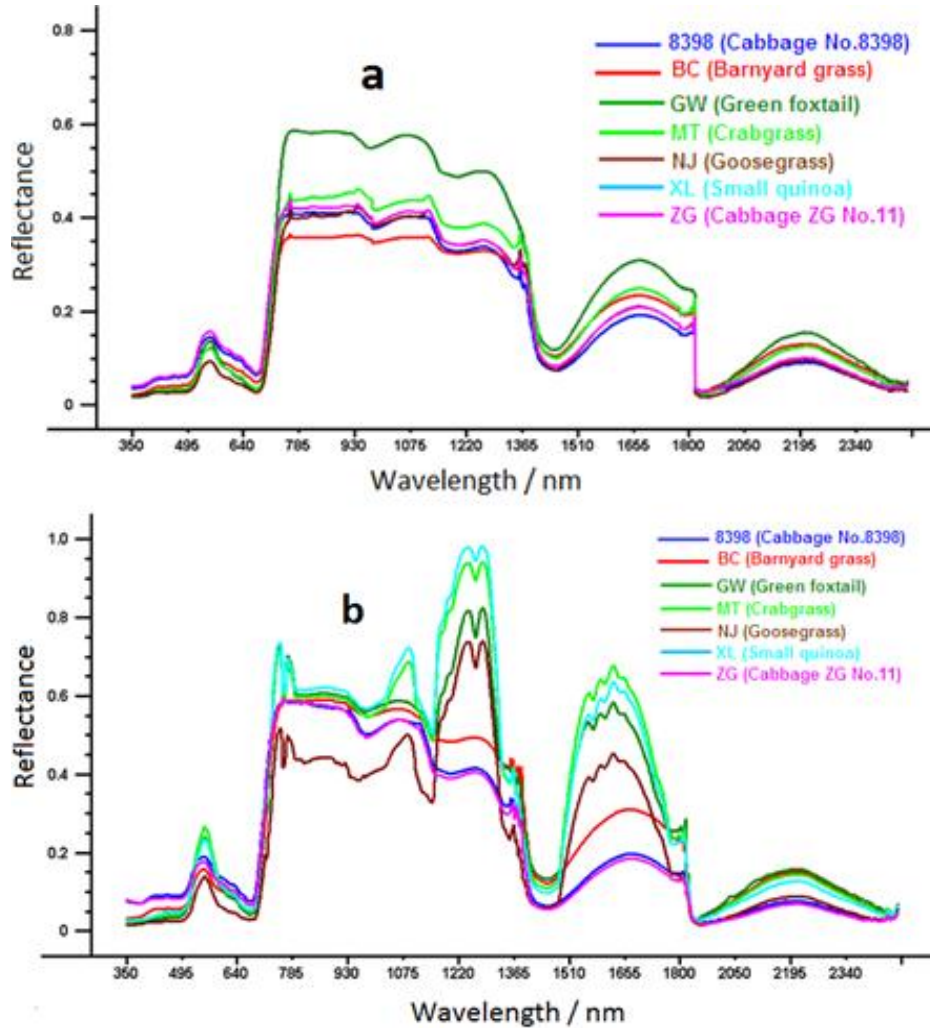 0.8
8398 (Cabbage No.8398)
a
BC (Barnyard grass)
GW (Green foxtail)
0.6
MT (Crabgrass)
NJ (Goosegrass)
XL (Small quinoa)
0.4
ZG (Cabbage ZG No.11)
Reflectance
0.2
0
350 495 640 785 930 1075 1220 1365 1510 1655 1800 2050 2195 2340
Wavelength / nm
1.0
8398 (Cabbage No.8398)
BC (Barnyard grass)
GW (Green foxtail)
b
0.8
MT (Crabgrass)
NJ (Goosegrass)
XL (Small quinoa)
ZG (Cabbage ZG No.11)
0.6
Reflectance
0.4
0.2
0
350 495 640 785 930 1075 1220 1365 1510 1655 1800 2050 2195 2340
Wavelength / nm